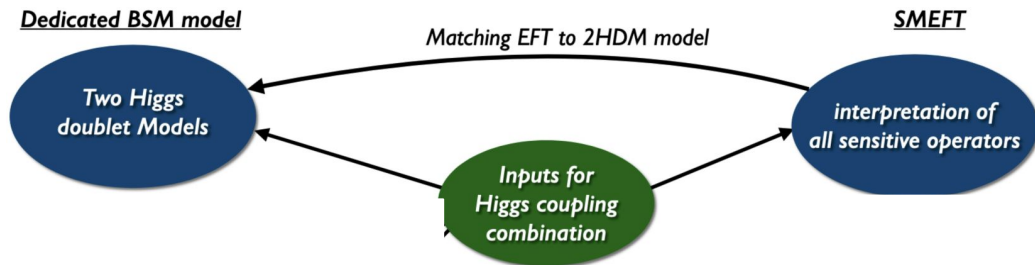 Dedicated BSM model
SMEFT
Matching EFT to 2HDM model
Two Higgs
doublet Models
interpretation of
all sensitive operators
Inputs for
Higgs coupling
combination